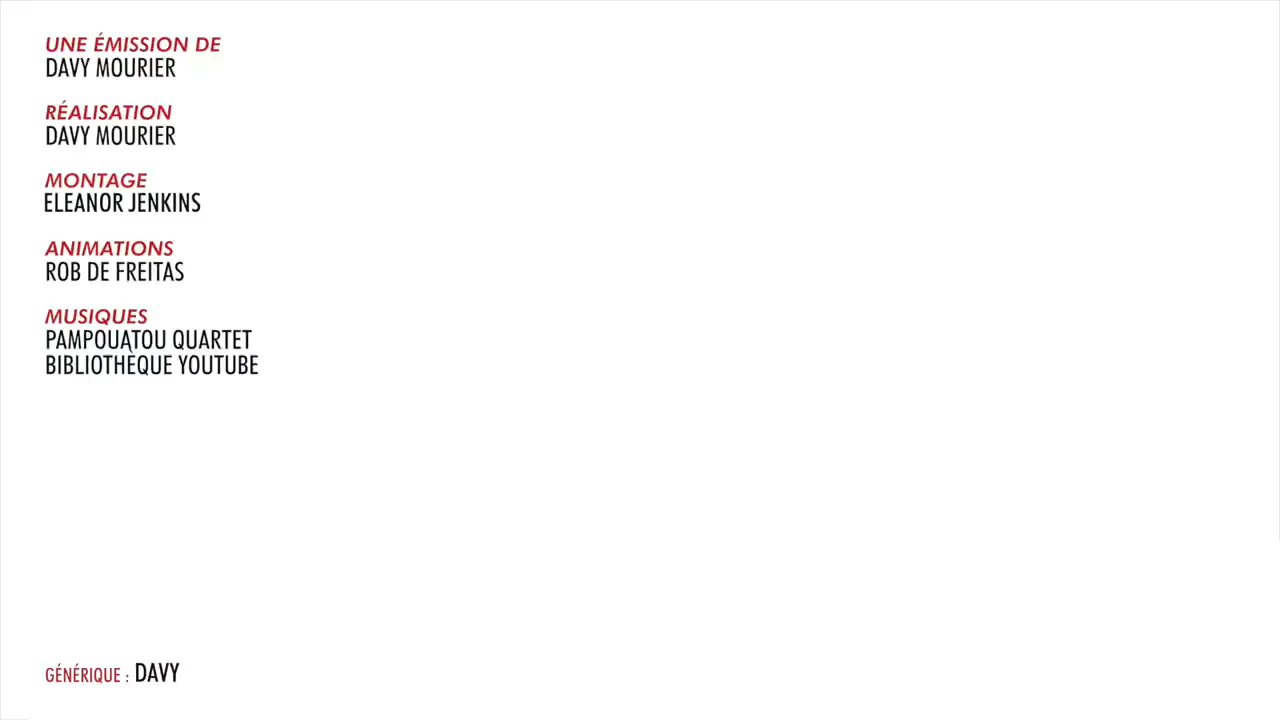 UNE ÉMISSION DE
DAVY MOURIER
RÉALISATION
DAVY MOURIER
MONTAGE
ELEANOR JENKINS
ANIMATIONS
ROB DE FREITAS
MUSIQUES
PAMPOUATOU QUARTET
BIBLIOTHÈQUE YOUTUBE
GÉNÉRIQUE : DAVY